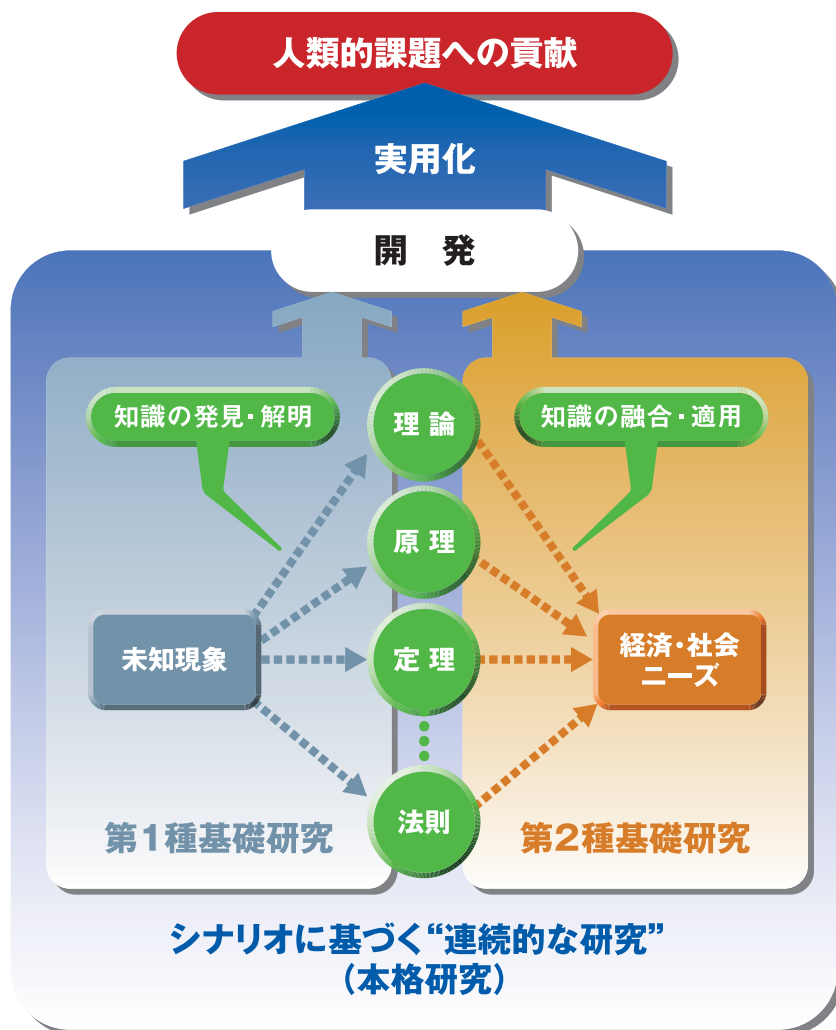 人類的課題への貢献
実用化
開 発
知識の発見・解明
理 論
知識の融合・適用
原 理
未知現象
定 理
経済・社会
ニーズ
法則
第1種基礎研究
第2種基礎研究
シナリオに基づく“連続的な研究”
（本格研究）